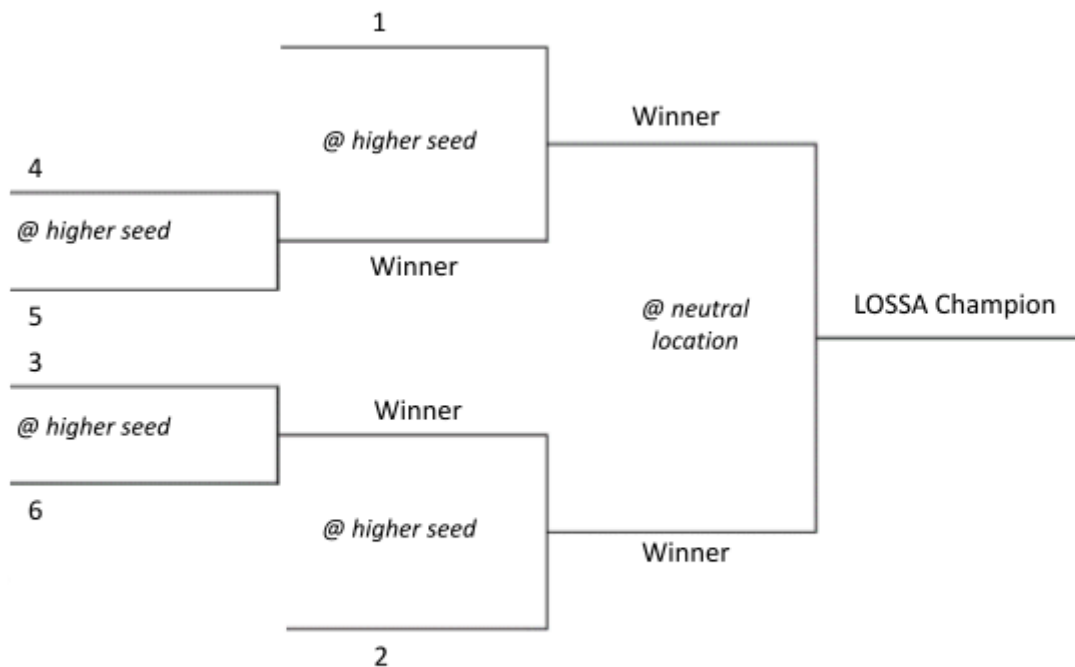 1
@ higher seed
Winner
4
@ higher seed
Winner
5
@ neutral
location
LOSSA Champion
3
@ higher seed
Winner
6
@ higher seed
Winner
2